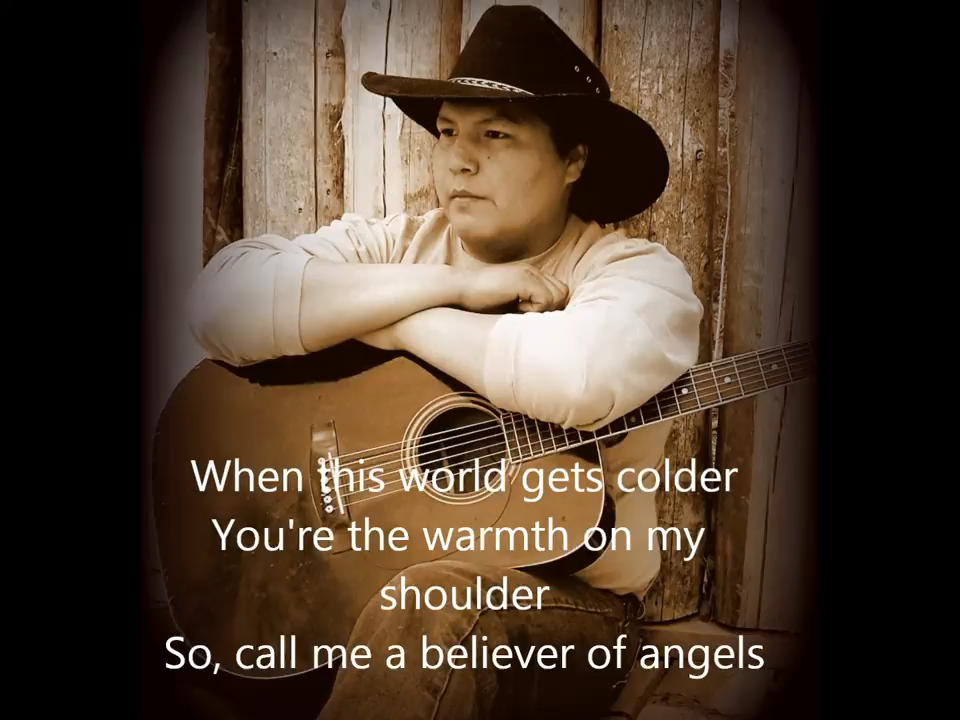 When this world gets colder
You're the warmth on my
shoulder
So, call me a believer of angels